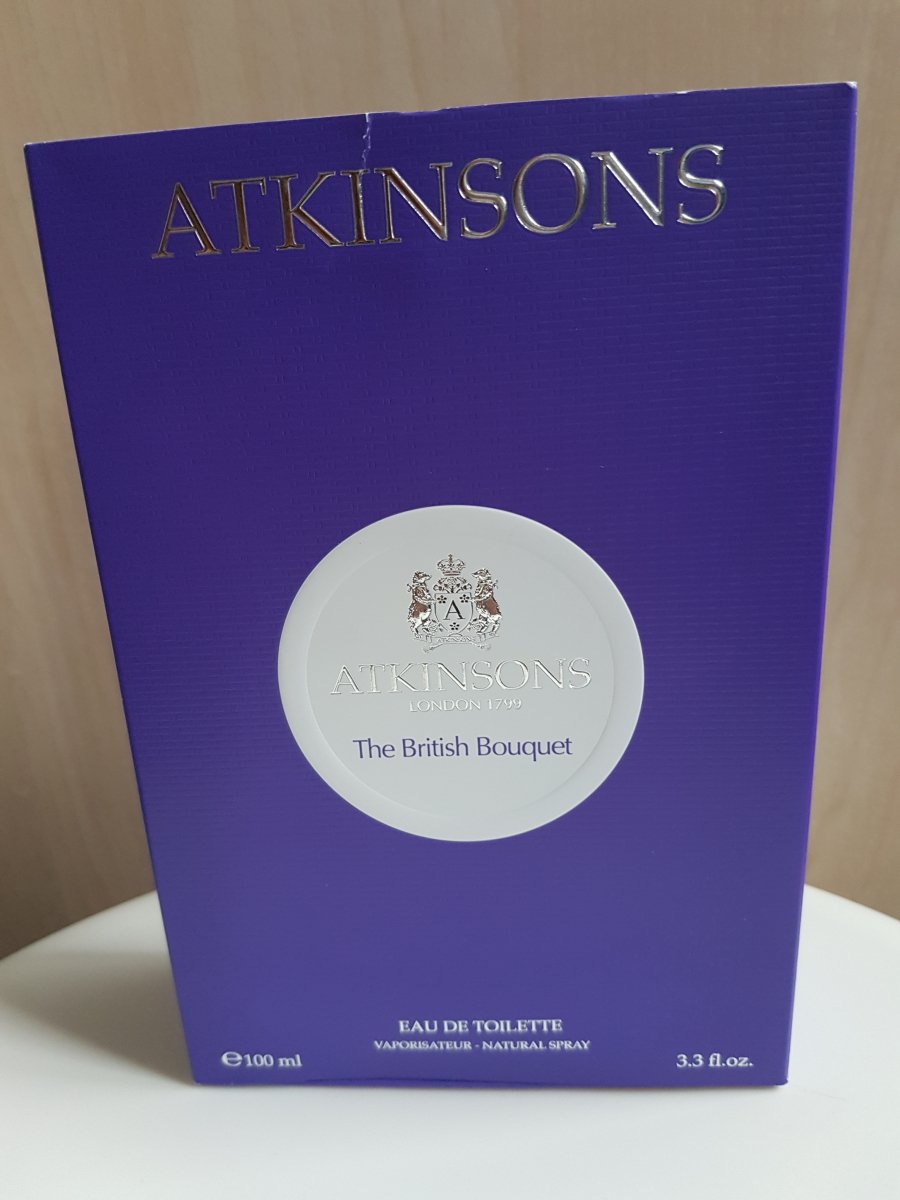 ATKINSONS
A
ATKINSONS
ATKINSONS
LONDON 1799
The British Bouquet
EAU DE TOILETTE
VAPORISATEUR - NATURAL SPRAY
℮100 ml
3.3 fl.oz.